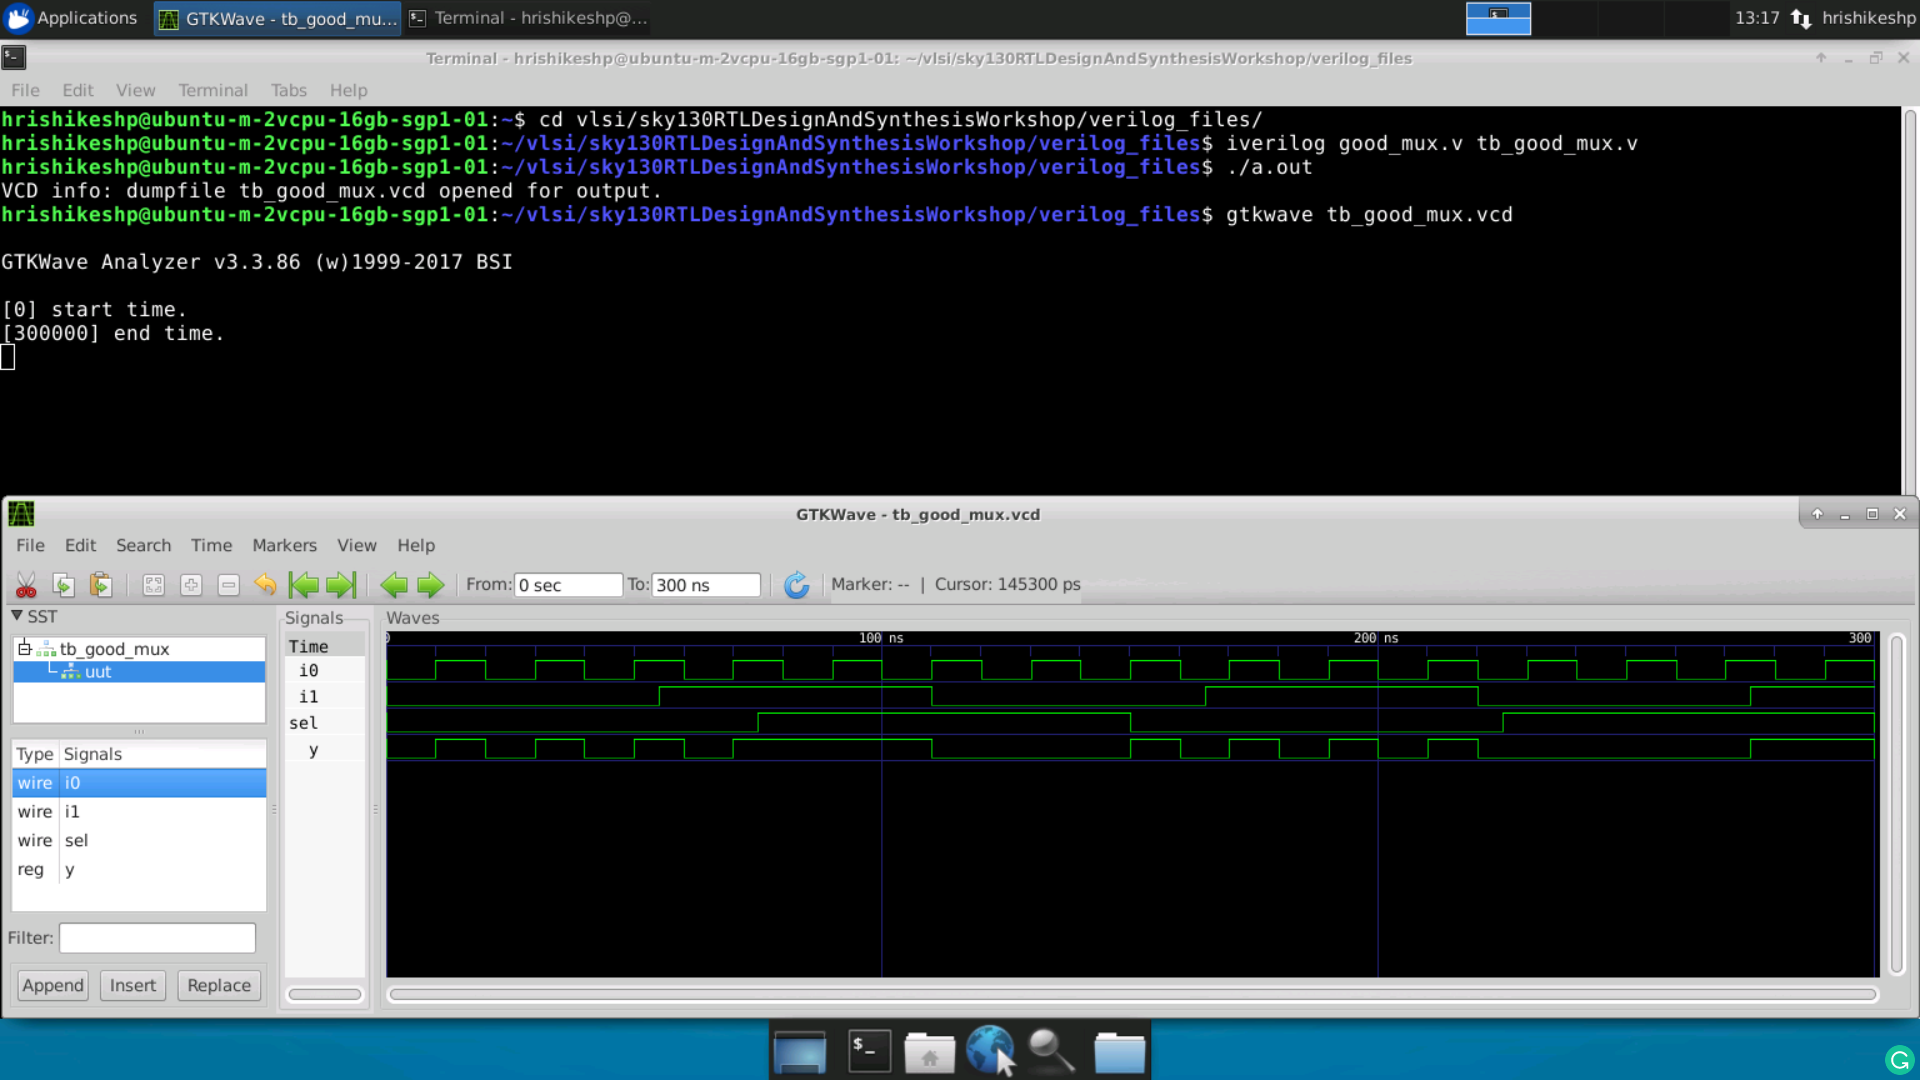 Applications GTKWave - tb_good_mu... Terminal - hrishikeshp@... 13:17 hrishikeshp
Terminal - hrishikeshp@ubuntu-m-2vcpu-16gb-sgp1-01: ~/vlsi/sky130RTLDesignAndSynthesisWorkshop/verilog_files
File Edit View Terminal Tabs Help
hrishikeshp@ubuntu-m-2vcpu-16gb-sgp1-01:~$ cd vlsi/sky130RTLDesignAndSynthesisWorkshop/verilog_files/
hrishikeshp@ubuntu-m-2vcpu-16gb-sgp1-01:~/vlsi/sky130RTLDesignAndSynthesisWorkshop/verilog_files$ iverilog good_mux.v tb_good_mux.v
hrishikeshp@ubuntu-m-2vcpu-16gb-sgp1-01:~/vlsi/sky130RTLDesignAndSynthesisWorkshop/verilog_files$ ./a.out
VCD info: dumpfile tb_good_mux.vcd opened for output.
hrishikeshp@ubuntu-m-2vcpu-16gb-sgp1-01:~/vlsi/sky130RTLDesignAndSynthesisWorkshop/verilog_files$ gtkwave tb_good_mux.vcd
GTKWave Analyzer v3.3.86 (w)1999-2017 BSI
[0] start time.
[300000] end time.
GTKWave - tb_good_mux.vcd
File Edit Search Time Markers View Help
From: 0 sec To: 300 ns Marker: -- | Cursor: 145300 ps
SST
tb_good_mux
uut
Type Signals
wire i0
wire i1
wire sel
reg y
Filter:
Append Insert Replace
Signals
Time
i0
i1
sel
y
Waves
0 100 ns 200 ns 300
$_